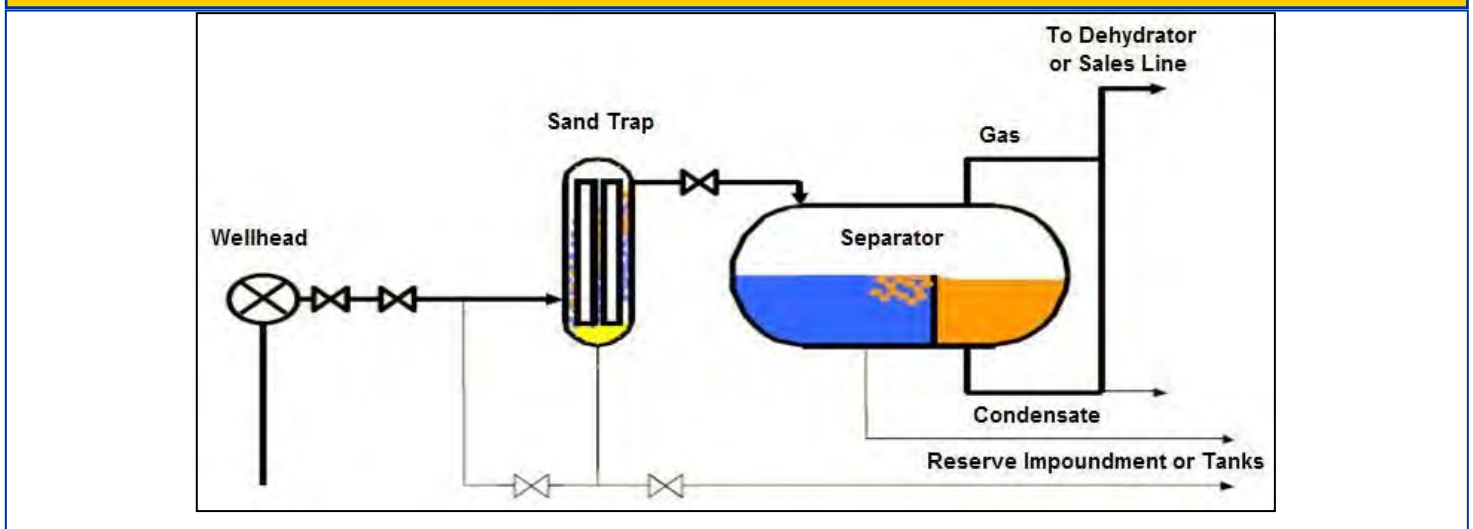 To Dehydrator
or Sales Line
Sand Trap
Gas
Wellhead
Separator
Condensate
Reserve Impoundment or Tanks